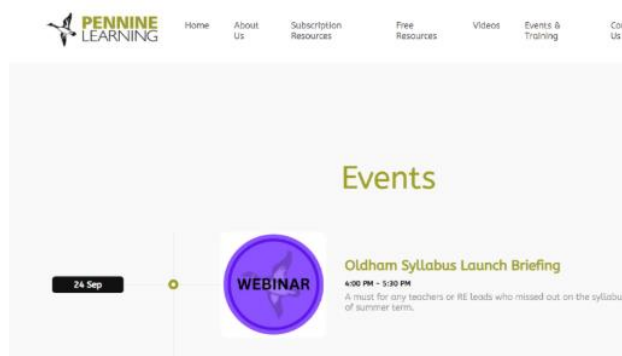 PENNINE
LEARNING
Home
About
Us
Subscription
Resources
Free
Resources
Videos
Events &
Training
Us
Events
24 Sep
WEBINAR
Oldham Syllabus Launch Briefing
4:00 PM - 5:30 PM
A must for any teachers or RE leads who missed out on the
of summer term.